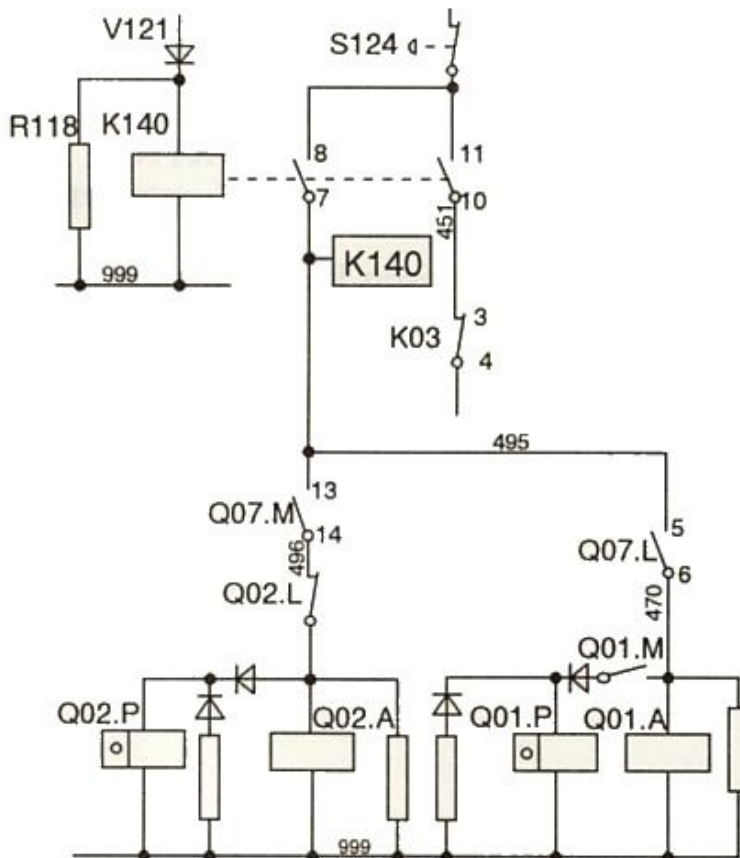 V121
S124
R118
K140
8
11
7
10
451
999
K140
3
K03
4
495
13
Q07.M
14
496
5
Q07.L
6
470
Q02.L
Q01.M
Q02.P
Q02.A
Q01.P
Q01.A
999